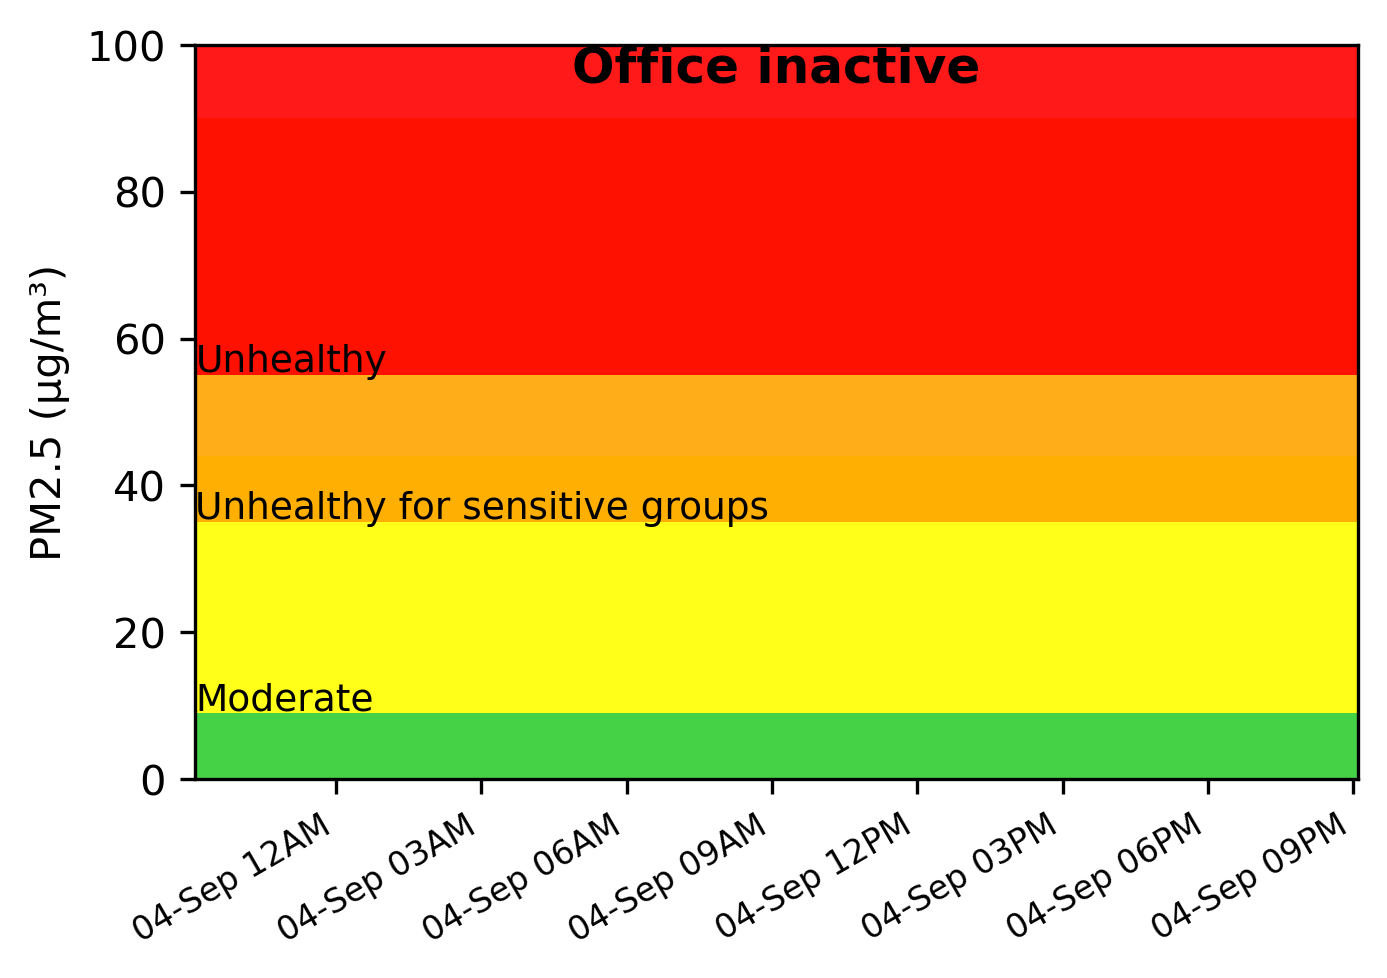 Office inactive
PM2.5 (µg/m³)
100
80
60
40
20
0
Unhealthy
Unhealthy for sensitive groups
Moderate
04-Sep 12AM
04-Sep 03AM
04-Sep 06AM
04-Sep 09AM
04-Sep 12PM
04-Sep 03PM
04-Sep 06PM
04-Sep 09PM